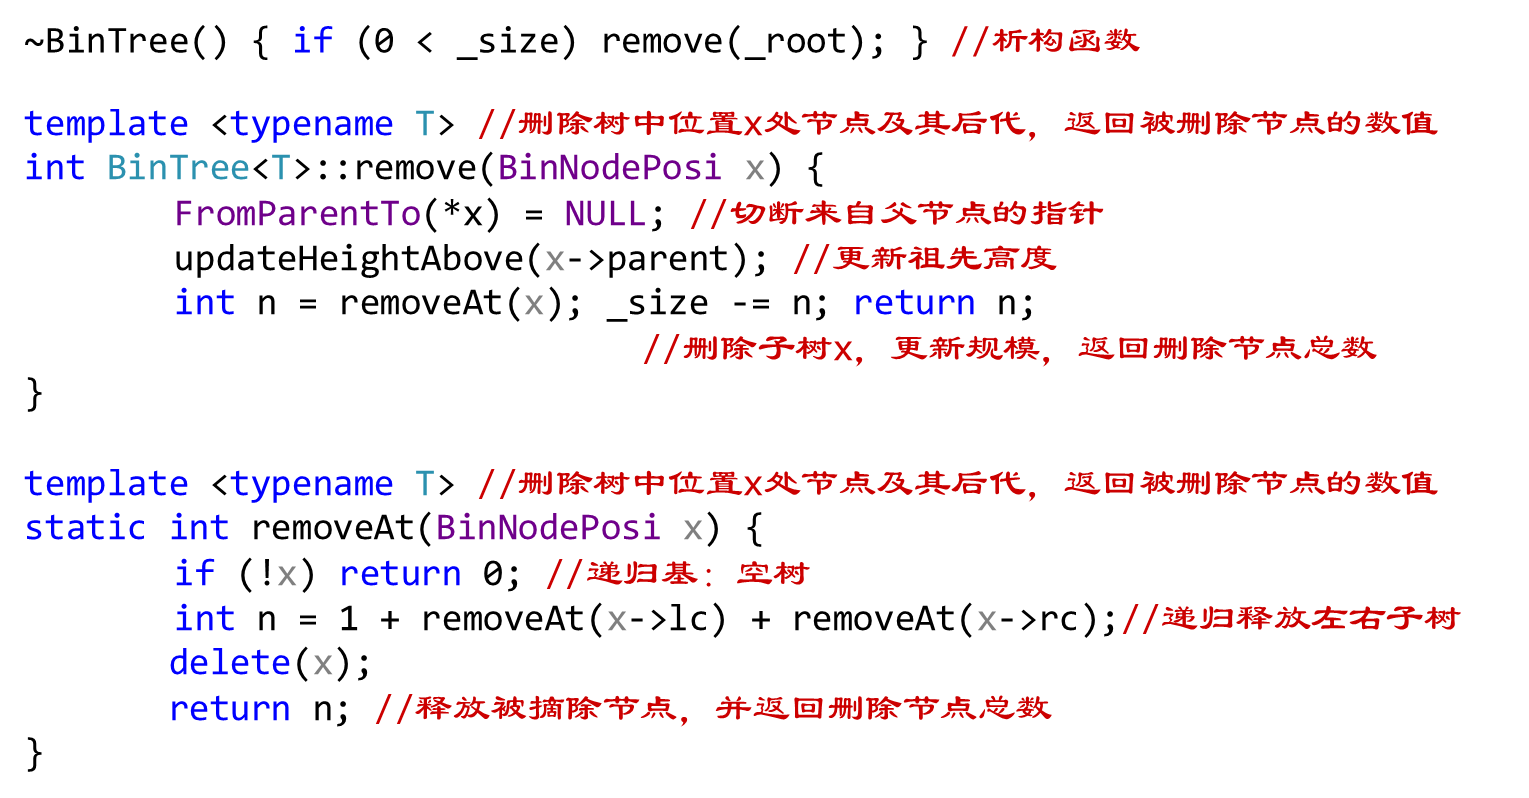 ~BinTree() { if (0 < _size) remove(_root); } //析构函数
template <typename T> //删除树中位置x处节点及其后代，返回被删除节点的数值
int BinTree<T>::remove(BinNodePosi x) {
FromParentTo(*x) = NULL; //切断来自父节点的指针
updateHeightAbove(x->parent); //更新祖先高度
int n = removeAt(x); _size -= n; return n;
//删除子树x，更新规模，返回删除节点总数
}
template <typename T> //删除树中位置x处节点及其后代，返回被删除节点的数值
static int removeAt(BinNodePosi x) {
if (!x) return 0; //递归基：空树
int n = 1 + removeAt(x->lc) + removeAt(x->rc);//递归释放左右子树
delete(x);
return n; //释放被摘除节点，并返回删除节点总数
}